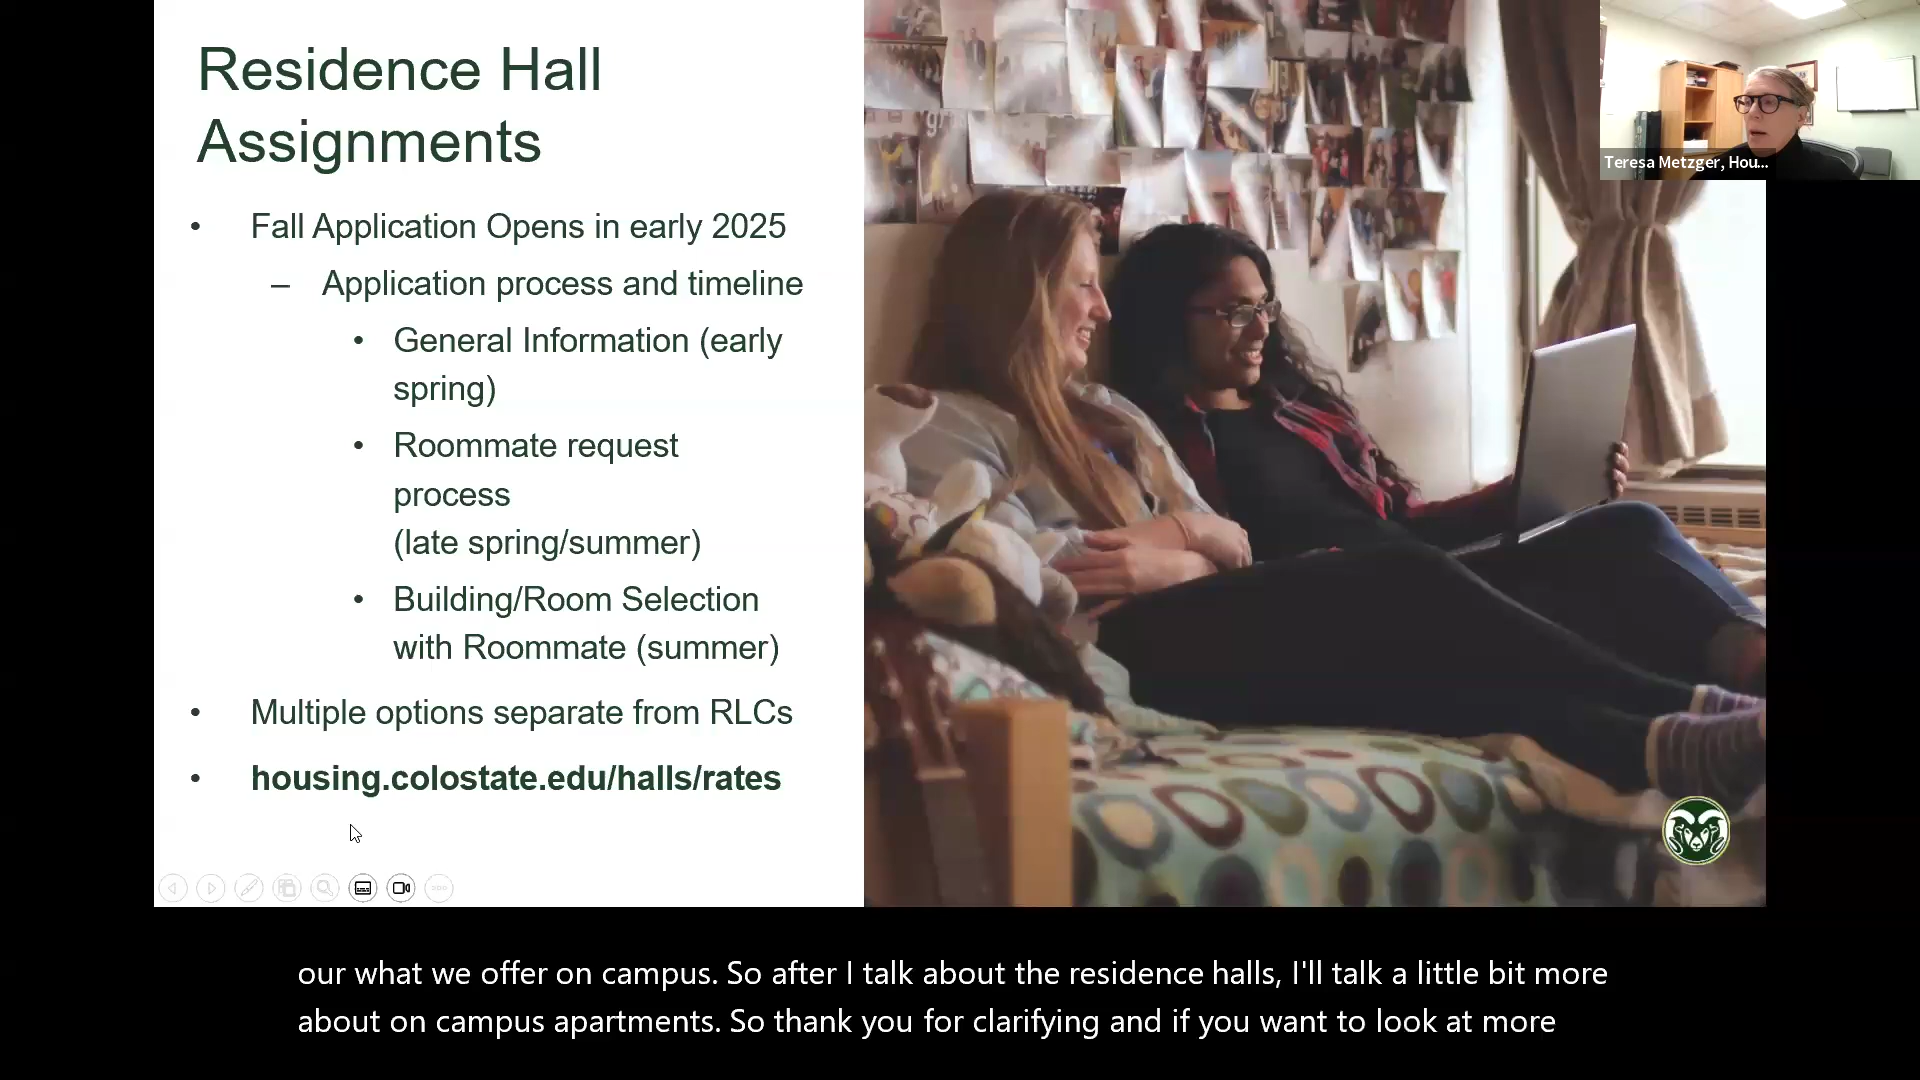 Residence Hall
Assignments
• Fall Application Opens in early 2025
– Application process and timeline
• General Information (early
spring)
• Roommate request
process
(late spring/summer)
• Building/Room Selection
with Roommate (summer)
• Multiple options separate from RLCs
• housing.colostate.edu/halls/rates
Teresa Metzger, Hou...
our what we offer on campus. So after I talk about the residence halls, I'll talk a little bit more
about on campus apartments. So thank you for clarifying and if you want to look at more